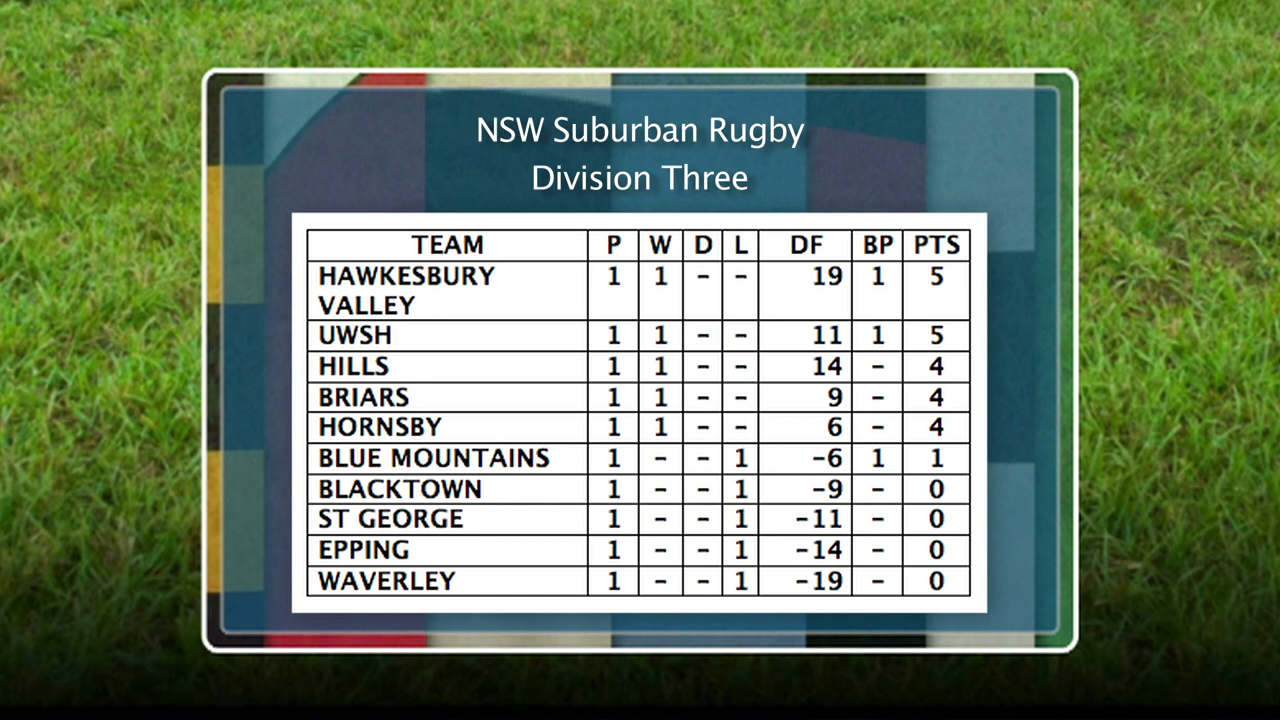 NSW Suburban Rugby
Division Three
TEAM P W D L DF BP PTS
HAWKESBURY 1 1 - - 19 1 5
VALLEY
UWSH 1 1 - - 11 1 5
HILLS 1 1 - - 14 - 4
BRIARS 1 1 - - 9 - 4
HORNSBY 1 1 - - 6 - 4
BLUE MOUNTAINS 1 - - 1 -6 1 1
BLACKTOWN 1 - - 1 -9 - 0
ST GEORGE 1 - - 1 -11 - 0
EPPING 1 - - 1 -14 - 0
WAVERLEY 1 - - 1 -19 - 0